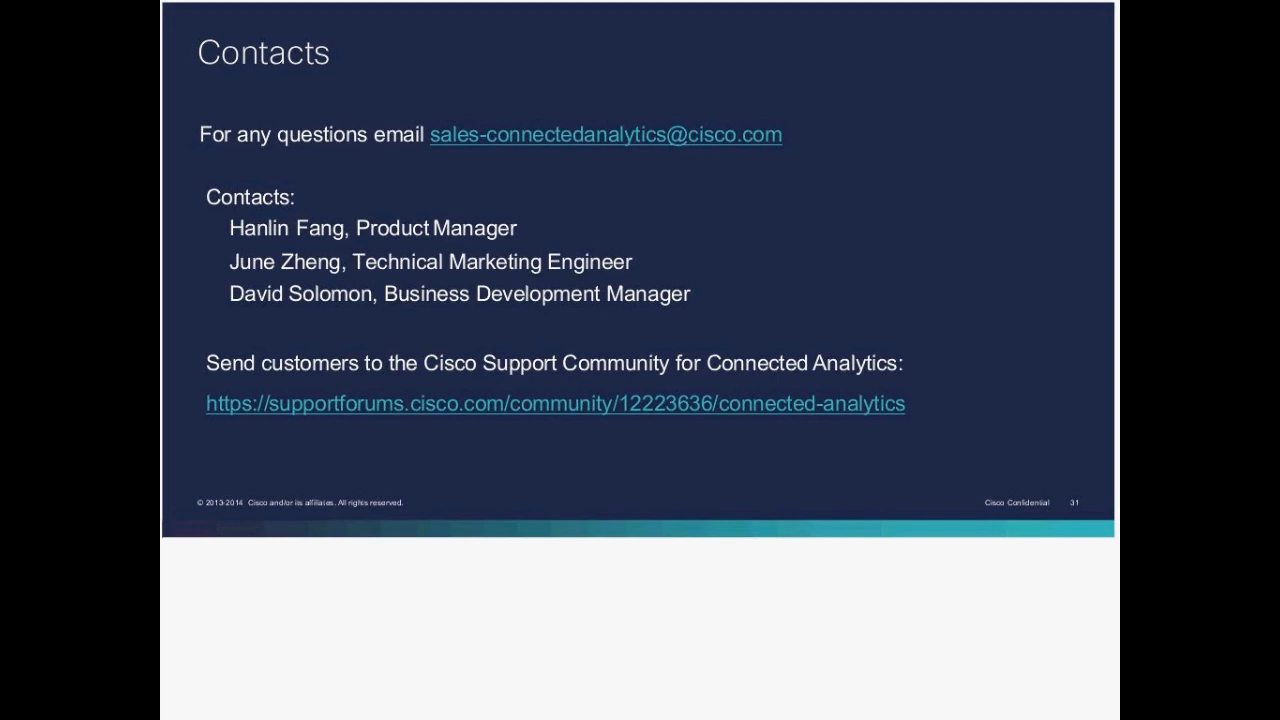 Contacts
For any questions email sales-connectedanalytics@cisco.com
Contacts:
Hanlin Fang, Product Manager
June Zheng, Technical Marketing Engineer
David Solomon, Business Development Manager
Send customers to the Cisco Support Community for Connected Analytics:
https://supportforums.cisco.com/community/12223636/connected-analytics
© 2013-2014 Cisco and/or its affiliates. All rights reserved.
Cisco Confidential 31